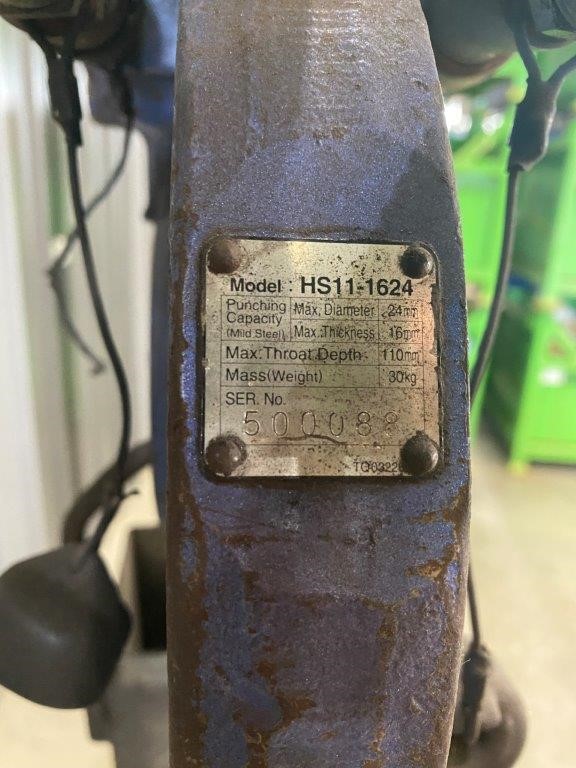 Model : HS11-1624
Punching Capacity (Mild Steel) Max. Diameter 24mm
Max. Thickness 16mm
Max. Throat Depth 110mm
Mass(Weight) 30kg
SER. No.
500088